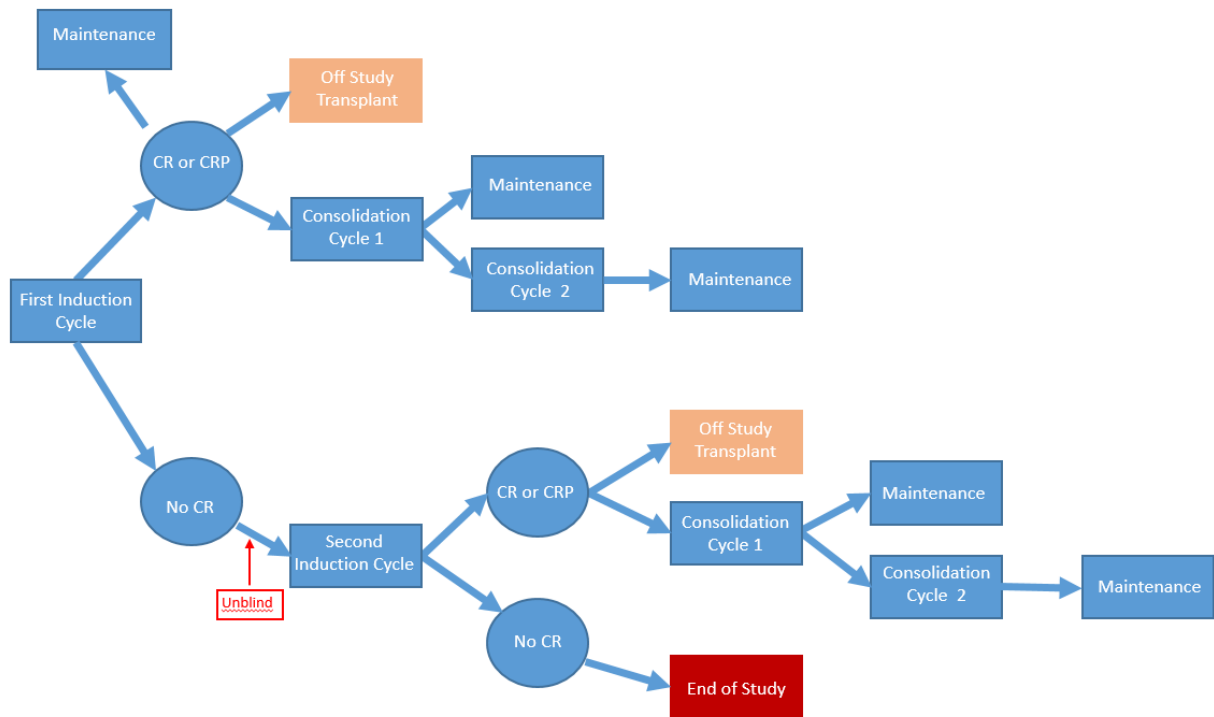 Maintenance
Off Study
Transplant
CR or CRP
Maintenance
Consolidation
Cycle 1
Consolidation
Cycle 2
Maintenance
First Induction
Cycle
Off Study
Transplant
CR or CRP
Maintenance
No CR
Consolidation
Cycle 1
Second
Induction Cycle
Consolidation
Cycle 2
Maintenance
Unblind
No CR
End of Study